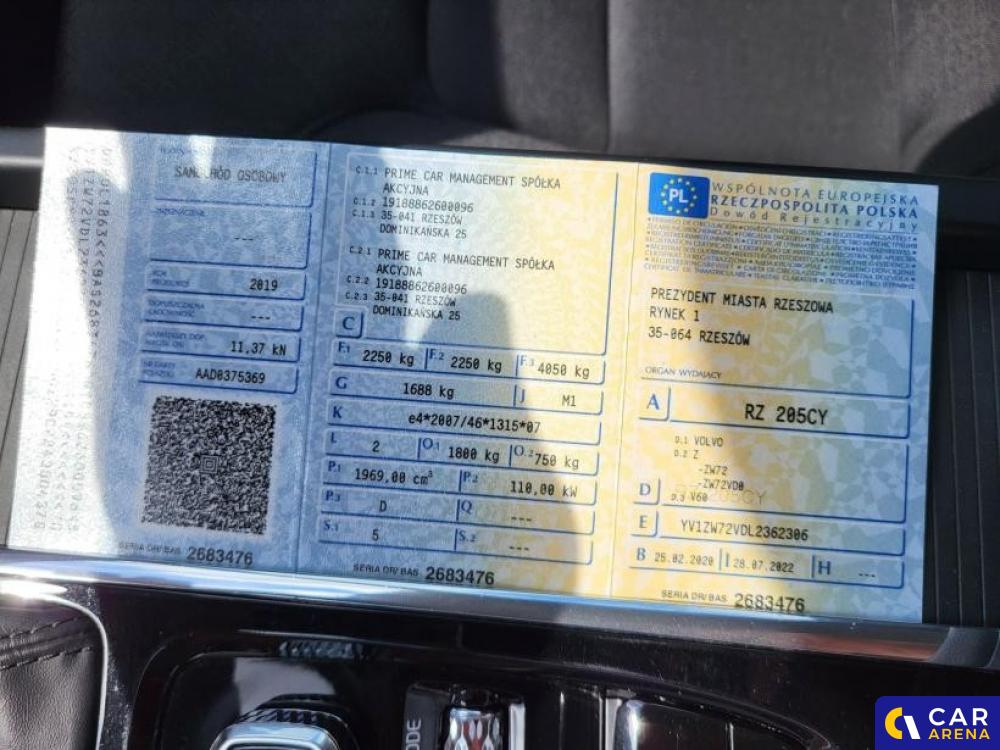 SAMOCHÓD OSOBOWY
---
2019
---
11,37 kN
AAD0375369
SERIA DR/BAS 2683476
C.1.1 PRIME CAR MANAGEMENT SPÓŁKA
AKCYJNA
C.1.2 19188862600096
C.1.3 35-041 RZESZÓW
DOMINIKAŃSKA 25
C.2.1 PRIME CAR MANAGEMENT SPÓŁKA
AKCYJNA
C.2.2 19188862600096
C.2.3 35-041 RZESZÓW
DOMINIKAŃSKA 25
C
F.1 2250 kg F.2 2250 kg F.3 4050 kg
G 1688 kg J M1
K e4*2007/46*1315*07
L 2 O.1 1800 kg O.2 750 kg
P.1 1969,00 cm³ P.2 110,00 kW
P.3 D Q ---
S.1 5 S.2 ---
SERIA DR/BAS 2683476
PL
WSPÓLNOTA EUROPEJSKA
RZECZPOSPOLITA POLSKA
Dowód Rejestracyjny
PREZYDENT MIASTA RZESZOWA
RYNEK 1
35-064 RZESZÓW
ORGAN WYDAJĄCY
A RZ 205CY
D.1 VOLVO
D.2 Z
-ZW72
-ZW72VD0
D D.3 V60
E YV1ZW72VDL2362306
B 25.02.2020 I 28.07.2022 H ---
SERIA DR/BAS 2683476
CAR
ARENA